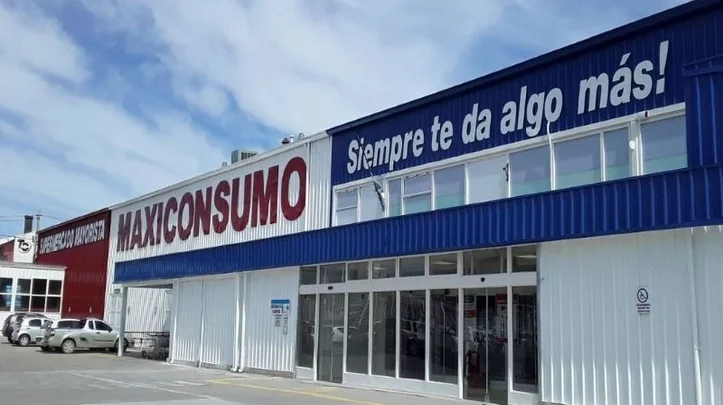 SUPERMERCADO MAYORISTA
MAXICONSUMO
Siempre te da algo más!